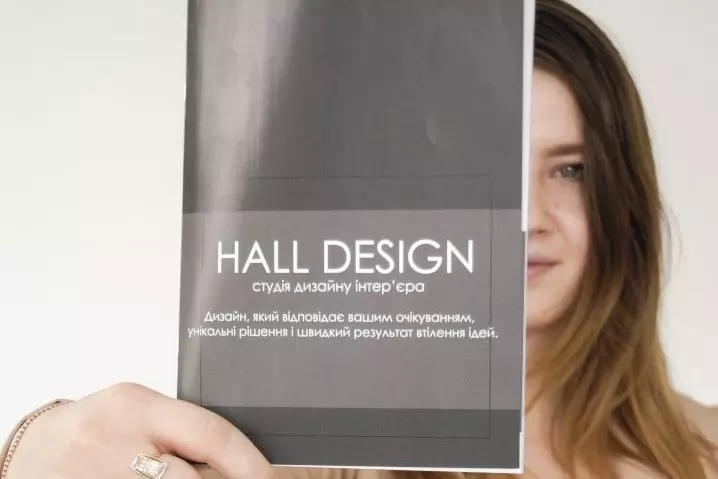 HALL DESIGN
студія дизайну інтер'єра
Дизайн, який відповідає вашим очікуванням,
унікальні рішення і швидкий результат втілення ідей.